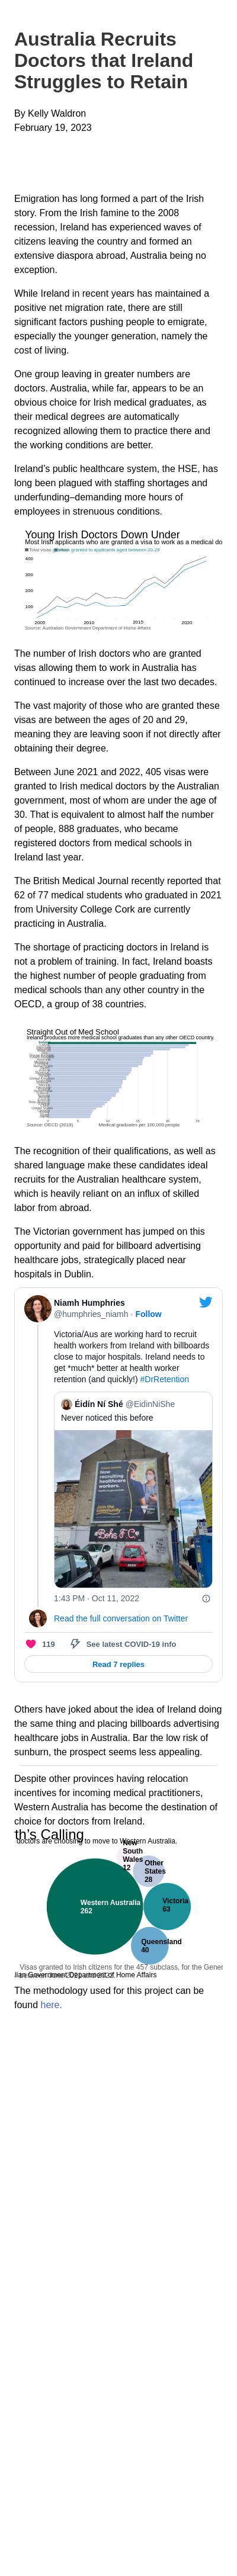 Australia Recruits
Doctors that Ireland
Struggles to Retain
By Kelly Waldron
February 19, 2023
Emigration has long formed a part of the Irish
story. From the Irish famine to the 2008
recession, Ireland has experienced waves of
citizens leaving the country and formed an
extensive diaspora abroad, Australia being no
exception.
While Ireland in recent years has maintained a
positive net migration rate, there are still
significant factors pushing people to emigrate,
especially the younger generation, namely the
cost of living.
One group leaving in greater numbers are
doctors. Australia, while far, appears to be an
obvious choice for Irish medical graduates, as
their medical degrees are automatically
recognized allowing them to practice there and
the working conditions are better.
Ireland's public healthcare system, the HSE, has
long been plagued with staffing shortages and
underfunding–demanding more hours of
employees in strenuous conditions.
Young Irish Doctors Down Under
Most Irish applicants who are granted a visa to work as a medical do
Total visas granted to applicants aged between 20-29
400
300
200
100
2005 2010 2015 2020
Source: Australian Government Department of Home Affairs
The number of Irish doctors who are granted
visas allowing them to work in Australia has
continued to increase over the last two decades.
The vast majority of those who are granted these
visas are between the ages of 20 and 29,
meaning they are leaving soon if not directly after
obtaining their degree.
Between June 2021 and 2022, 405 visas were
granted to Irish medical doctors by the Australian
government, most of whom are under the age of
30. That is equivalent to almost half the number
of people, 888 graduates, who became
registered doctors from medical schools in
Ireland last year.
The British Medical Journal recently reported that
62 of 77 medical students who graduated in 2021
from University College Cork are currently
practicing in Australia.
The shortage of practicing doctors in Ireland is
not a problem of training. In fact, Ireland boasts
the highest number of people graduating from
medical schools than any other country in the
OECD, a group of 38 countries.
Straight Out of Med School
Ireland produces more medical school graduates than any other OECD country.
0 5 10 15 20 25
Source: OECD (2019) Medical graduates per 100,000 people
The recognition of their qualifications, as well as
shared language make these candidates ideal
recruits for the Australian healthcare system,
which is heavily reliant on an influx of skilled
labor from abroad.
The Victorian government has jumped on this
opportunity and paid for billboard advertising
healthcare jobs, strategically placed near
hospitals in Dublin.
Niamh Humphries
@humphries_niamh · Follow
Victoria/Aus are working hard to recruit
health workers from Ireland with billboards
close to major hospitals. Ireland needs to
get *much* better at health worker
retention (and quickly!) #DrRetention
Éidín Ní Shé @EidinNiShe
Never noticed this before
Now
recruiting
healthcare
workers.
Join the
community
Bohs F.C.
1:43 PM · Oct 11, 2022
Read the full conversation on Twitter
119 See latest COVID-19 info
Read 7 replies
Others have joked about the idea of Ireland doing
the same thing and placing billboards advertising
healthcare jobs in Australia. Bar the low risk of
sunburn, the prospect seems less appealing.
Despite other provinces having relocation
incentives for incoming medical practitioners,
Western Australia has become the destination of
choice for doctors from Ireland.
th's Calling
doctors are choosing to move to Western Australia.
New
South
Wales
12
Other
States
28
Western Australia
262
Victoria
63
Queensland
40
Visas granted to Irish citizens for the 457 subclass, for the Gener
lian Government Department of Home Affairs
The methodology used for this project can be
found here.